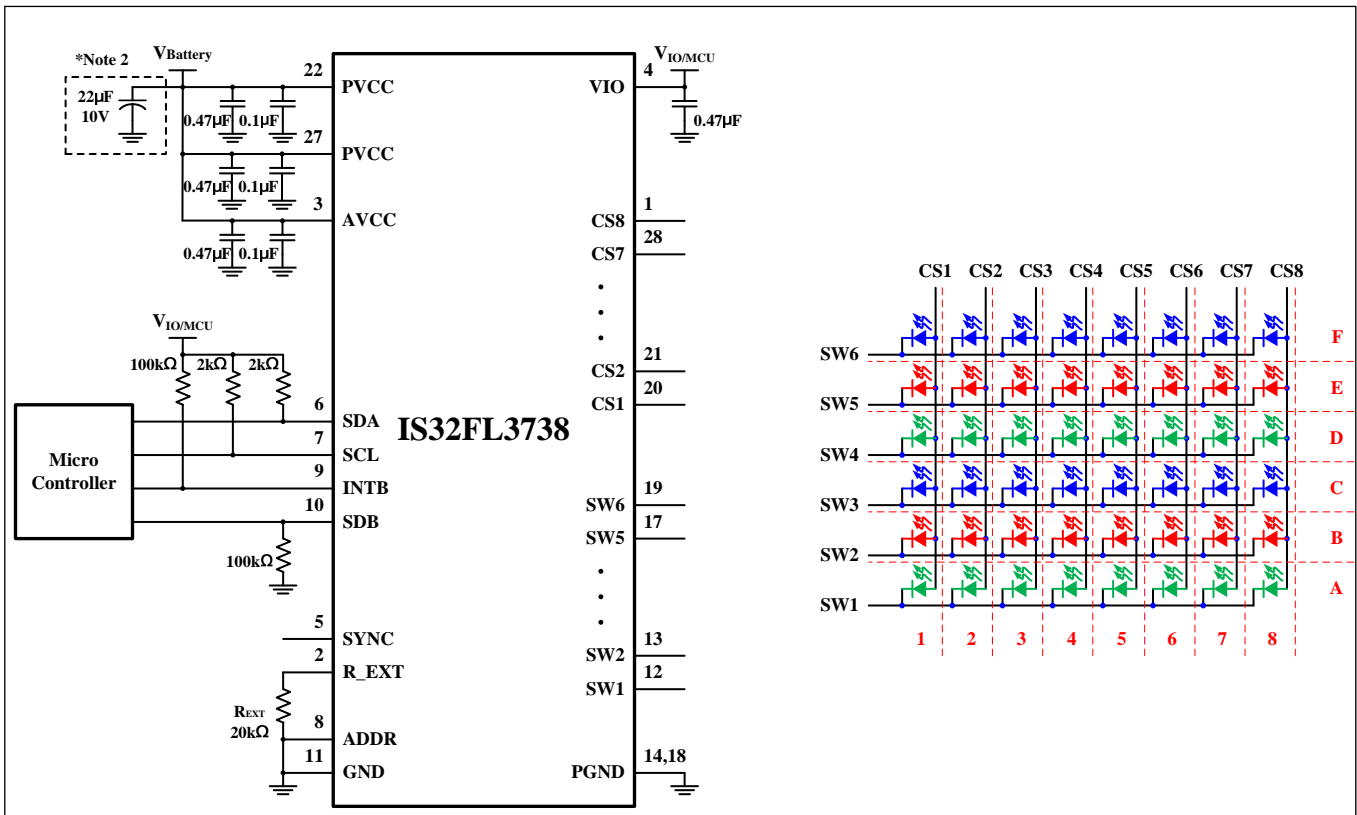 *Note 2
VBattery
22µF
10V
0.47µF
0.1µF
0.47µF
0.1µF
0.47µF
0.1µF
22
PVCC
27
PVCC
3
AVCC
VIO/MCU
100kΩ
2kΩ
2kΩ
Micro
Controller
6
SDA
7
SCL
9
INTB
10
SDB
100kΩ
5
SYNC
2
R_EXT
REXT
20kΩ
8
ADDR
11
GND
IS32FL3738
VIO/MCU
4
VIO
0.47µF
1
CS8
28
CS7
21
CS2
20
CS1
19
SW6
17
SW5
13
SW2
12
SW1
14,18
PGND
CS1 CS2 CS3 CS4 CS5 CS6 CS7 CS8
SW6 F
SW5 E
SW4 D
SW3 C
SW2 B
SW1 A
1 2 3 4 5 6 7 8